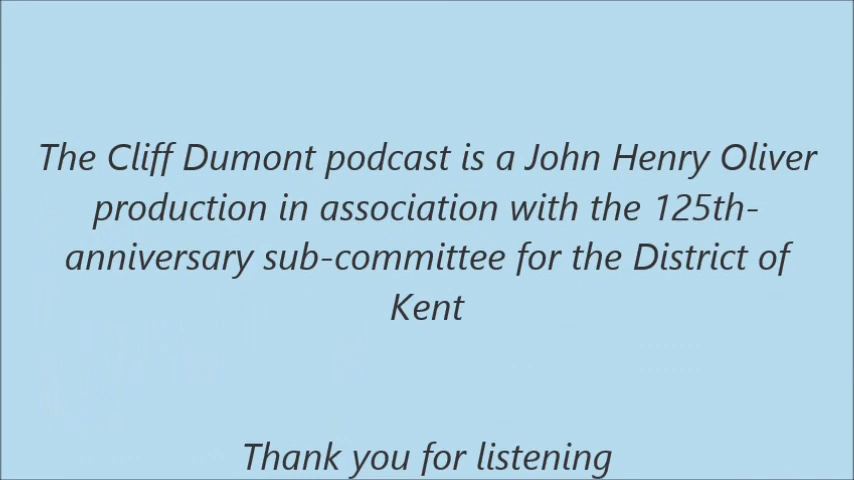 The Cliff Dumont podcast is a John Henry Oliver
production in association with the 125th-
anniversary sub-committee for the District of
Kent
Thank you for listening